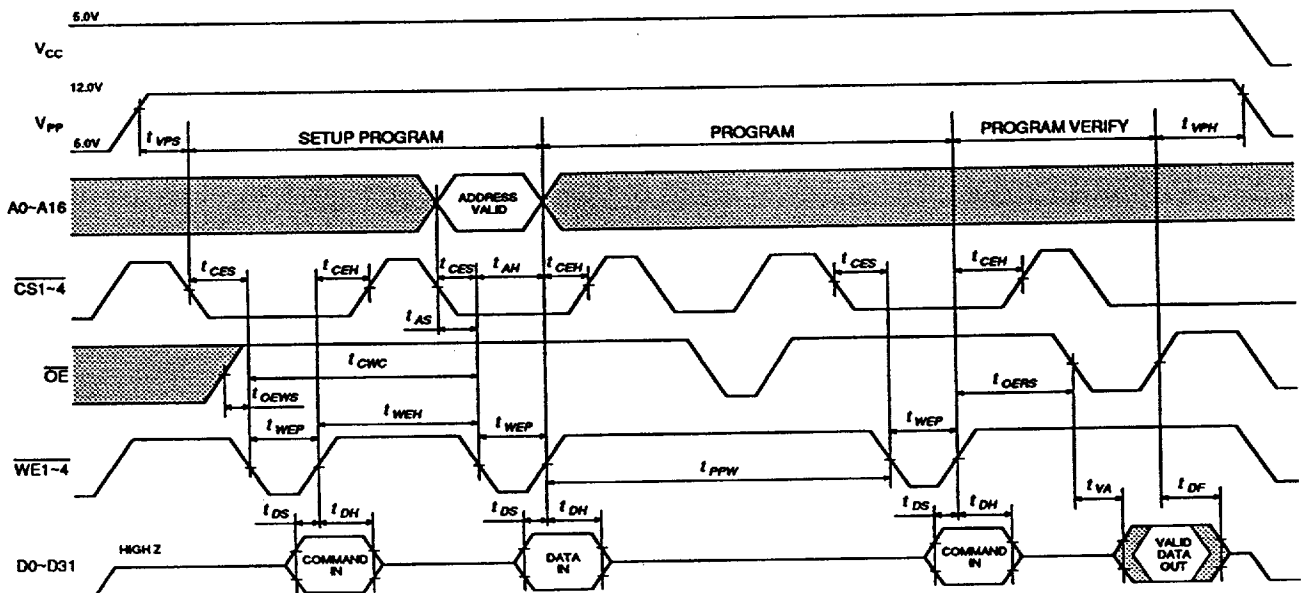 5.0V
VCC
12.0V
VPP
5.0V
tVPS SETUP PROGRAM PROGRAM PROGRAM VERIFY tVPH
A0~A16
ADDRESS VALID
CS1~4
tCES tCEH tCES tAH tCEH tCES tCEH
tAS
OE
tCWC
tOEWS tOERS
tWEH
tWEP tWEP tWEP
WE1~4
tPPW
tVA tDF
tDS tDH tDS tDH tDS tDH
D0~D31
HIGH Z
COMMAND IN
DATA IN
COMMAND IN
VALID DATA OUT